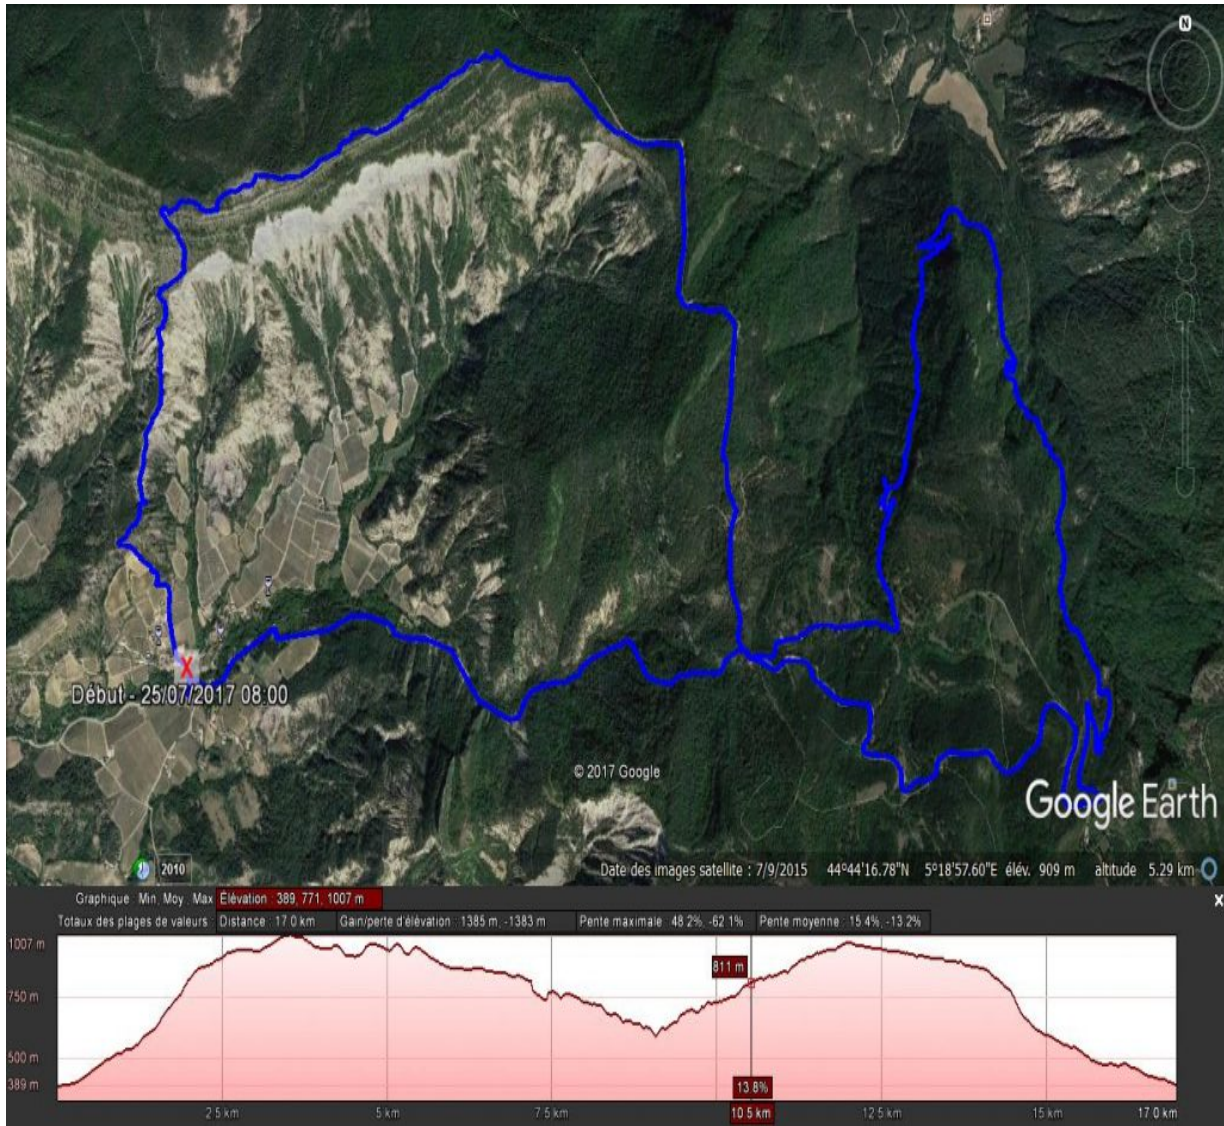 N
Début - 25/07/2017 08:00
© 2017 Google
Google Earth
2010
Date des images satellite : 7/9/2015 44°44'16.78"N 5°18'57.60"E élév. 909 m altitude 5.29 km
Graphique : Min, Moy, Max Élévation : 389, 771, 1007 m
Totaux des plages de valeurs : Distance : 17.0 km Gain/perte d'élévation : 1385 m, -1383 m Pente maximale : 48.2%, -62.1% Pente moyenne : 15.4%, -13.2%
1007 m
811 m
750 m
500 m
389 m
13.8%
2.5 km 5 km 7.5 km 10.5 km 12.5 km 15 km 17.0 km